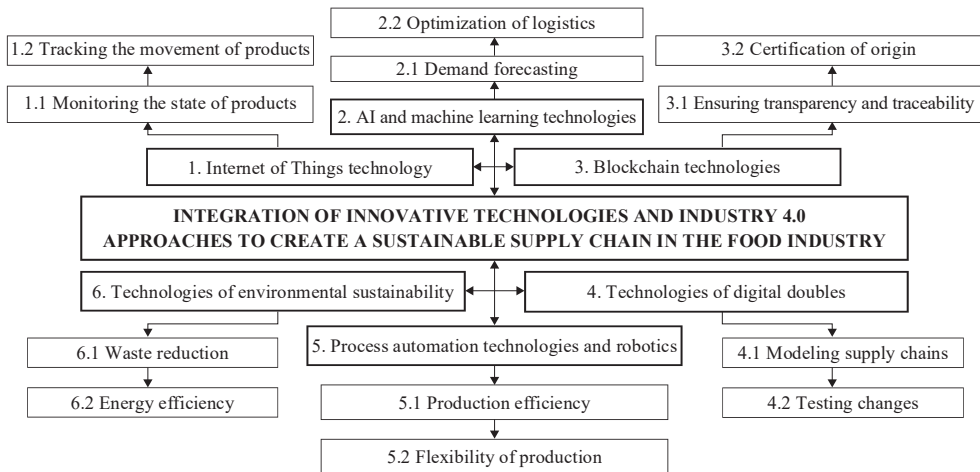 2.2 Optimization of logistics
1.2 Tracking the movement of products
3.2 Certification of origin
2.1 Demand forecasting
1.1 Monitoring the state of products
3.1 Ensuring transparency and traceability
2. AI and machine learning technologies
1. Internet of Things technology
3. Blockchain technologies
INTEGRATION OF INNOVATIVE TECHNOLOGIES AND INDUSTRY 4.0
APPROACHES TO CREATE A SUSTAINABLE SUPPLY CHAIN IN THE FOOD INDUSTRY
6. Technologies of environmental sustainability
4. Technologies of digital doubles
5. Process automation technologies and robotics
6.1 Waste reduction
4.1 Modeling supply chains
6.2 Energy efficiency
5.1 Production efficiency
4.2 Testing changes
5.2 Flexibility of production